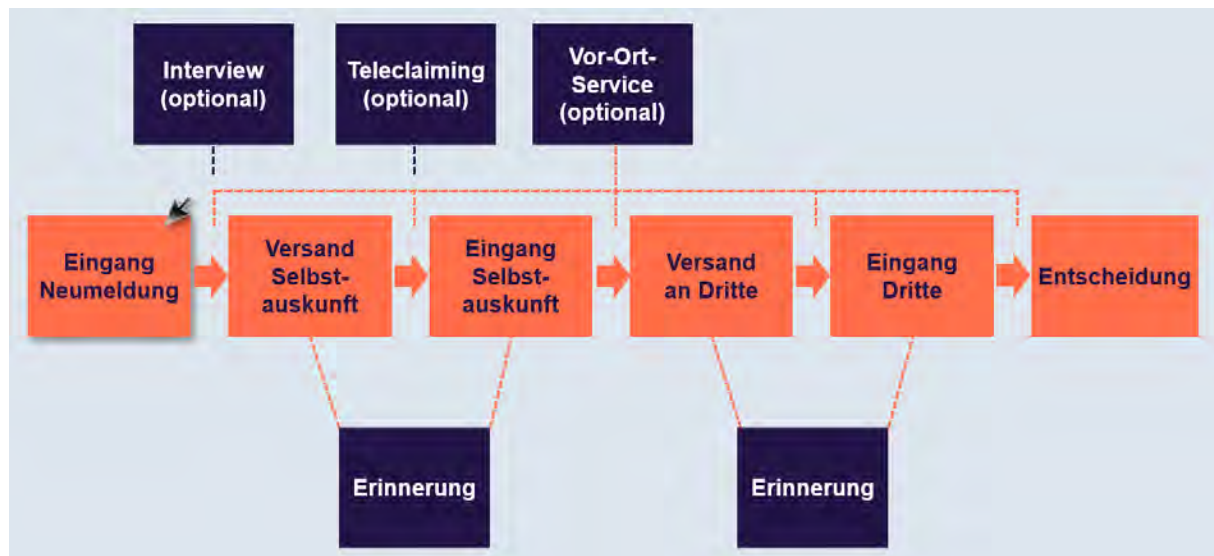 Interview
(optional)
Teleclaiming
(optional)
Vor-Ort-
Service
(optional)
Eingang
Neumeldung
Versand
Selbst-
auskunft
Eingang
Selbst-
auskunft
Versand
an Dritte
Eingang
Dritte
Entscheidung
Erinnerung
Erinnerung